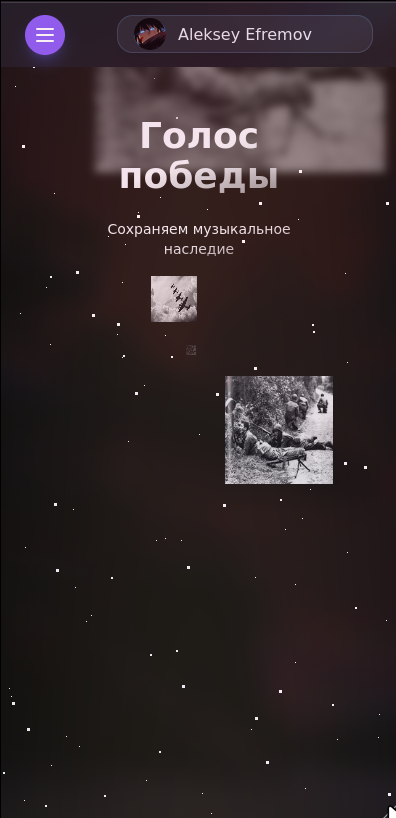 Aleksey Efremov
Голос
победы
Сохраняем музыкальное
наследие